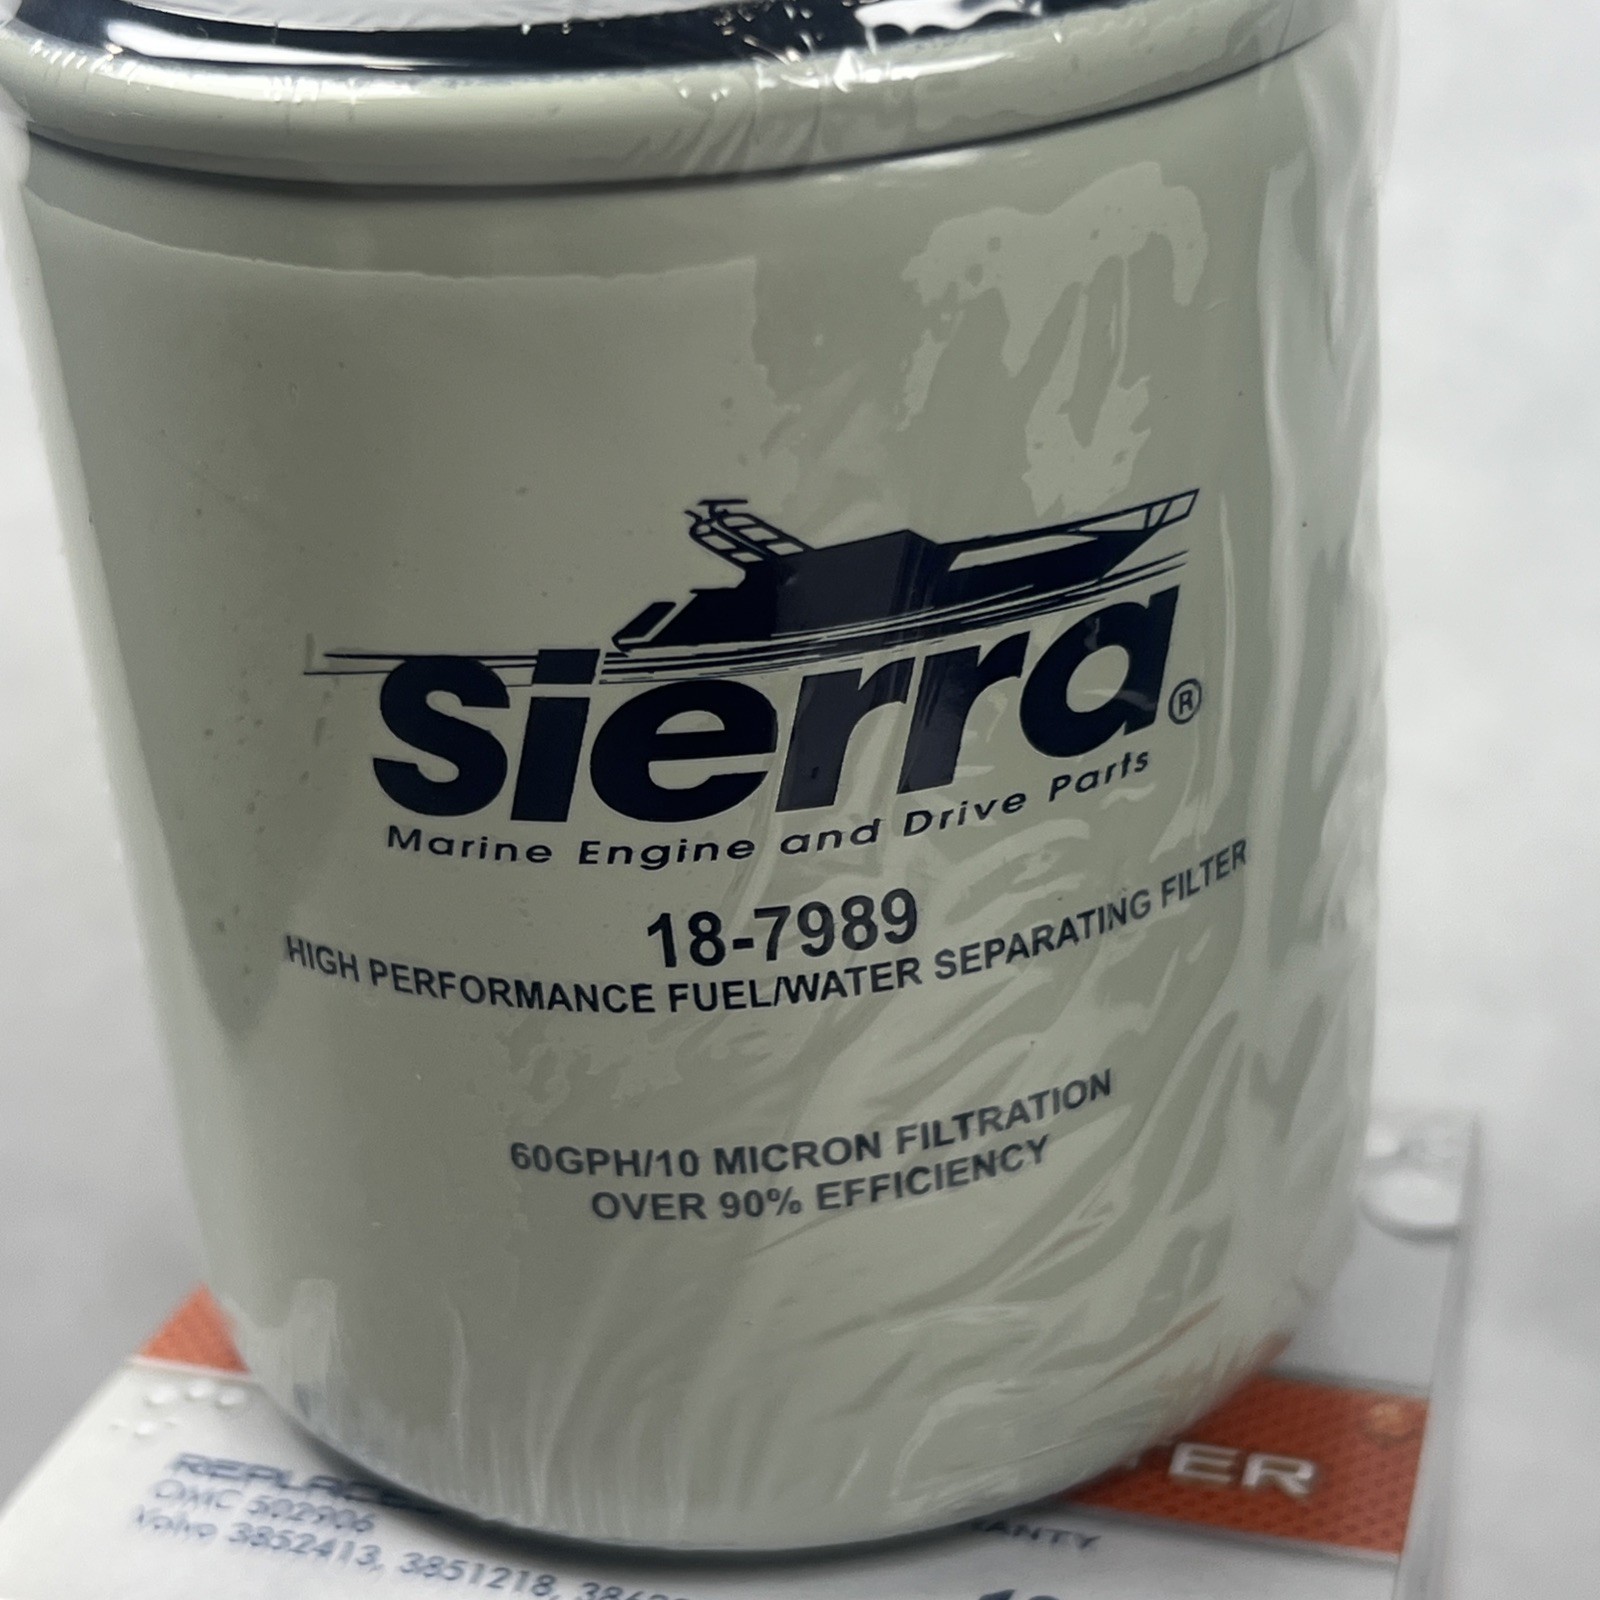 sierra®
Marine Engine and Drive Parts
18-7989
HIGH PERFORMANCE FUEL/WATER SEPARATING FILTER
60GPH/10 MICRON FILTRATION
OVER 90% EFFICIENCY
OMC 502906
Volvo 3852413, 3851218,